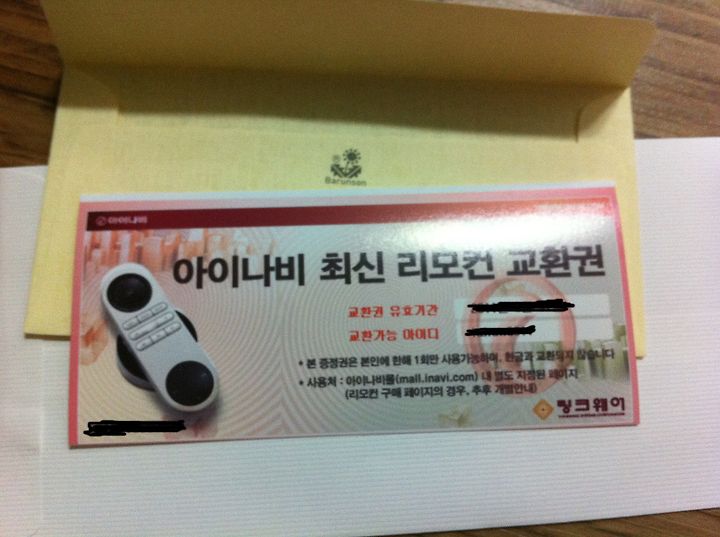 Barunson
아이나비
아이나비 최신 리모컨 교환권
교환권 유효기간
교환가능 아이디
* 본 증정권은 본인에 한해 1회만 사용가능하며, 현금과 교환되지 않습니다
* 사용처 : 아이나비몰(mall.inavi.com) 내 별도 지정된 페이지
(리모컨 구매 페이지의 경우, 추후 개별안내)
팅크웨어